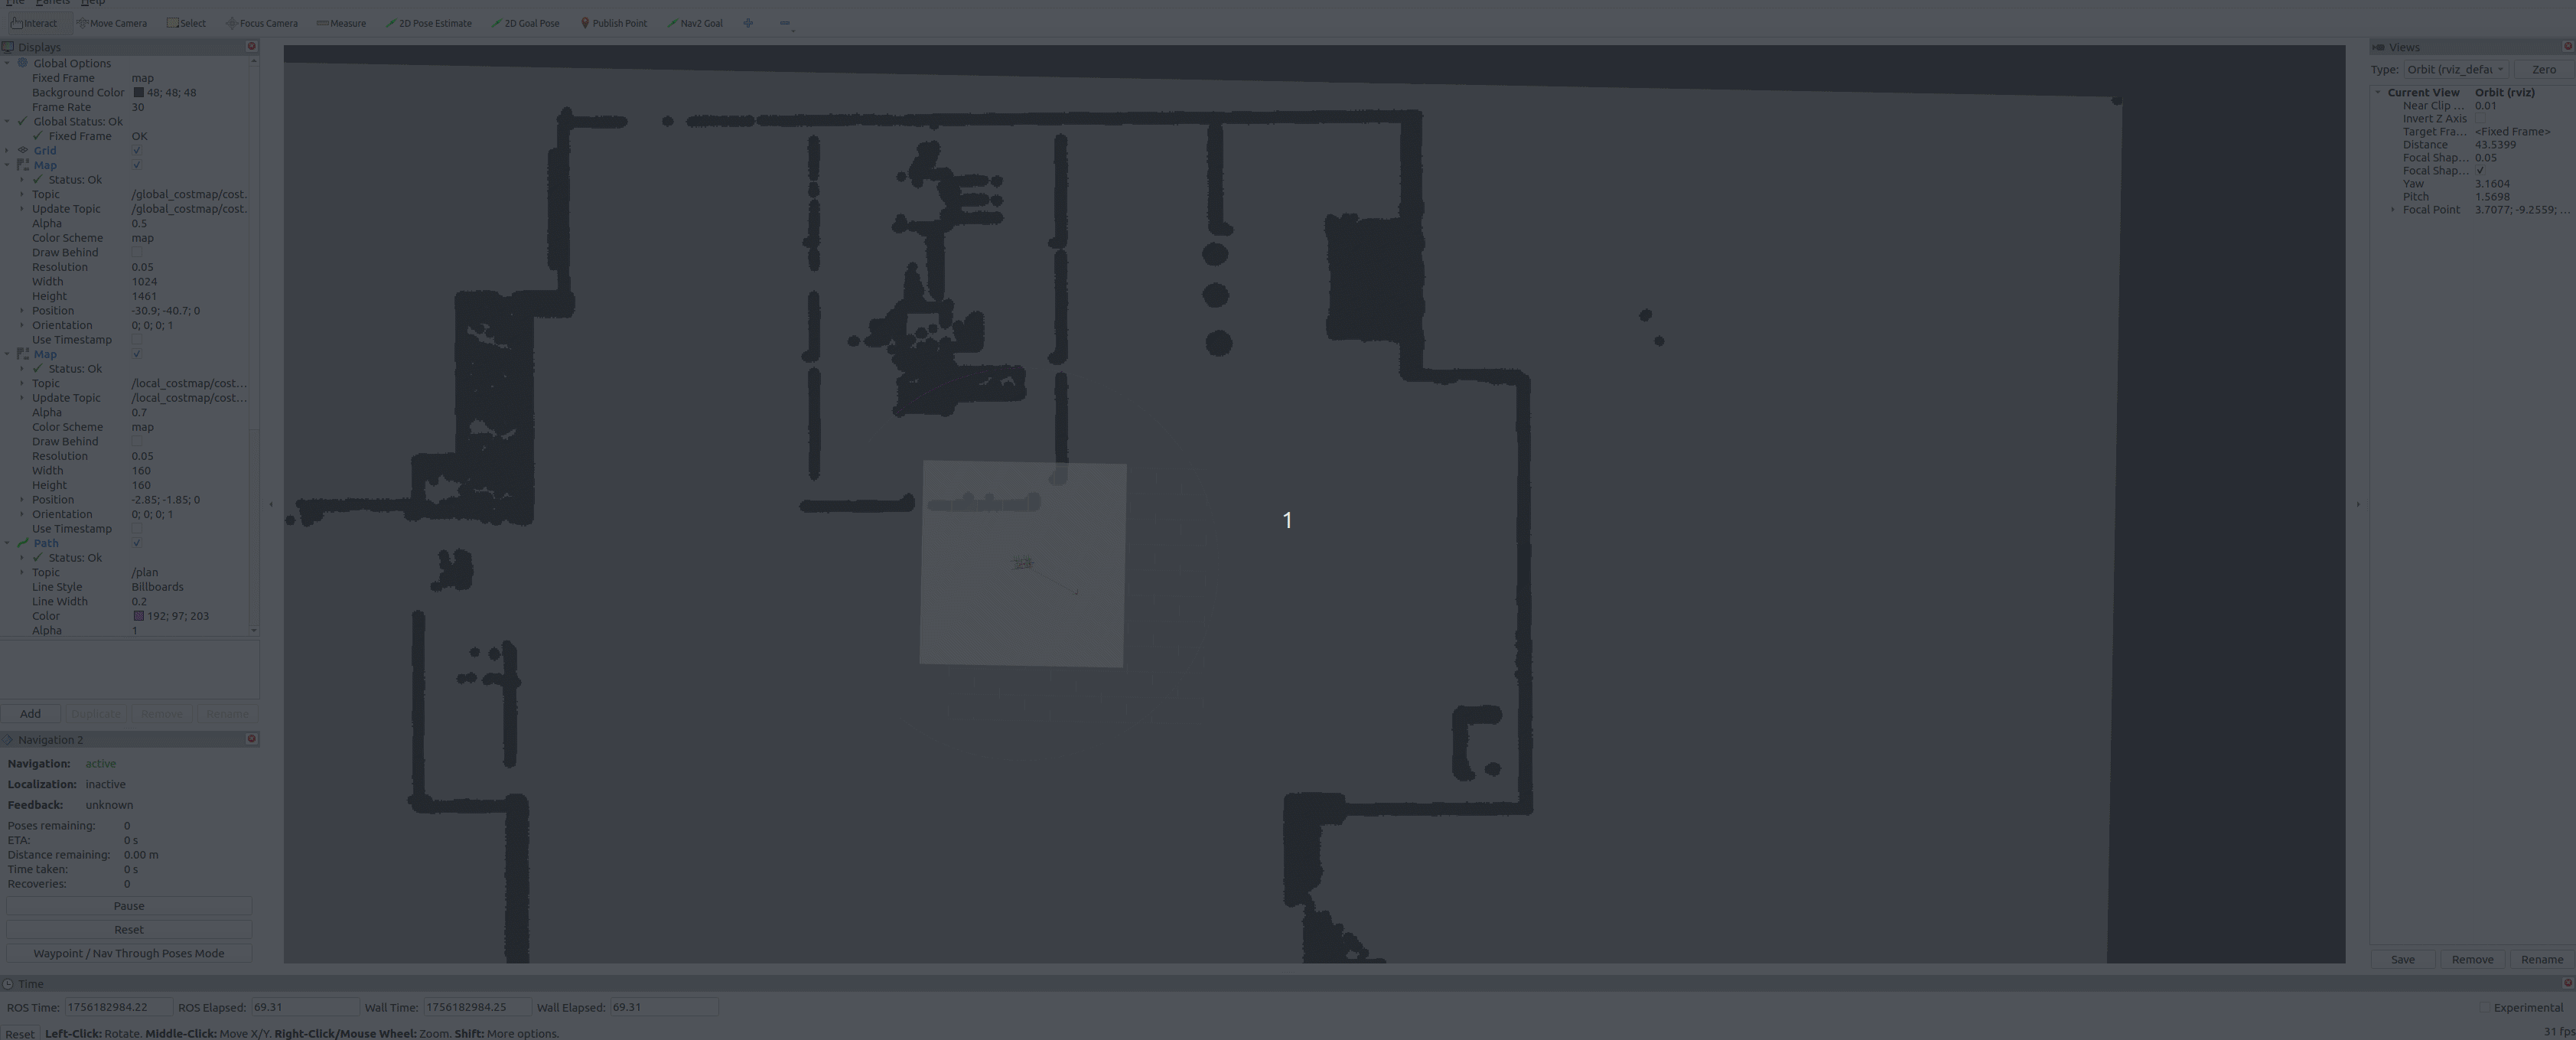 File Panels Help
Interact Move Camera Select Focus Camera Measure 2D Pose Estimate 2D Goal Pose Publish Point Nav2 Goal
Displays
Global Options
Fixed Frame map
Background Color 48; 48; 48
Frame Rate 30
Global Status: Ok
Fixed Frame OK
Grid
Map
Status: Ok
Topic /global_costmap/cost.
Update Topic /global_costmap/cost.
Alpha 0.5
Color Scheme map
Draw Behind
Resolution 0.05
Width 1024
Height 1461
Position -30.9; -40.7; 0
Orientation 0; 0; 0; 1
Use Timestamp
Map
Status: Ok
Topic /local_costmap/cost...
Update Topic /local_costmap/cost...
Alpha 0.7
Color Scheme map
Draw Behind
Resolution 0.05
Width 160
Height 160
Position -2.85; -1.85; 0
Orientation 0; 0; 0; 1
Use Timestamp
Path
Status: Ok
Topic /plan
Line Style Billboards
Line Width 0.2
Color 192; 97; 203
Alpha 1
Add Duplicate Remove Rename
Navigation 2
Navigation: active
Localization: inactive
Feedback: unknown
Poses remaining: 0
ETA: 0 s
Distance remaining: 0.00 m
Time taken: 0 s
Recoveries: 0
Pause
Reset
Waypoint / Nav Through Poses Mode
1
Views
Type: Orbit (rviz_defau Zero
Current View Orbit (rviz)
Near Clip ... 0.01
Invert Z Axis
Target Fra... <Fixed Frame>
Distance 43.5399
Focal Shap... 0.05
Focal Shap...
Yaw 3.1604
Pitch 1.5698
Focal Point 3.7077; -9.2559; ...
Save Remove Rename
Time
ROS Time: 1756182984.22 ROS Elapsed: 69.31 Wall Time: 1756182984.25 Wall Elapsed: 69.31 Experimental
Reset Left-Click: Rotate. Middle-Click: Move X/Y. Right-Click/Mouse Wheel: Zoom. Shift: More options. 31 fps